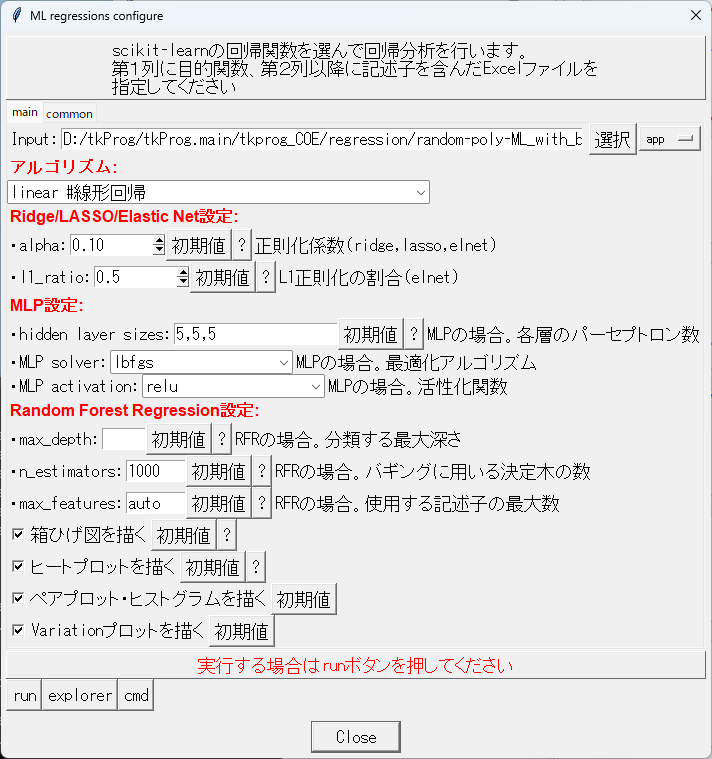 ML regressions configure
scikit-learnの回帰関数を選んで回帰分析を行います。
第１列に目的関数、第２列以降に記述子を含んだExcelファイルを
指定してください
main common
Input: D:/tkProg/tkProg.main/tkprog_COE/regression/random-poly-ML_with_b 選択 app
アルゴリズム:
linear #線形回帰
Ridge/LASSO/Elastic Net設定:
・alpha: 0.10 初期値 ? 正則化係数(ridge,lasso,elnet)
・l1_ratio: 0.5 初期値 ? L1正則化の割合(elnet)
MLP設定:
・hidden layer sizes: 5,5,5 初期値 ? MLPの場合。各層のパーセプトロン数
・MLP solver: lbfgs MLPの場合。最適化アルゴリズム
・MLP activation: relu MLPの場合。活性化関数
Random Forest Regression設定:
・max_depth: 初期値 ? RFRの場合。分類する最大深さ
・n_estimators: 1000 初期値 ? RFRの場合。バギングに用いる決定木の数
・max_features: auto 初期値 ? RFRの場合。使用する記述子の最大数
箱ひげ図を描く 初期値 ?
ヒートプロットを描く 初期値 ?
ペアプロット・ヒストグラムを描く 初期値
Variationプロットを描く 初期値
実行する場合は runボタンを押してください
run explorer cmd
Close